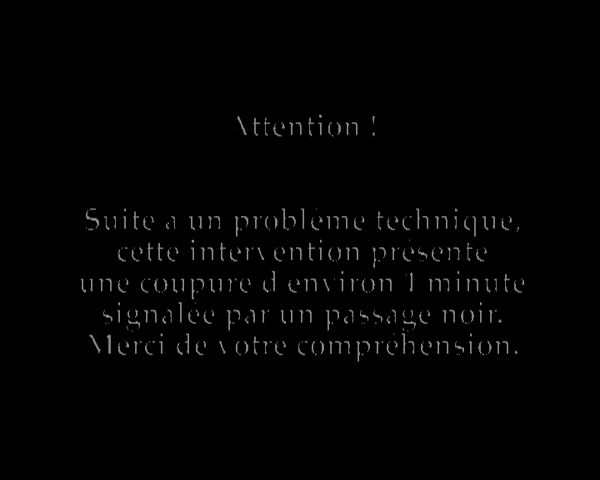 Attention !
Suite a un problème technique,
cette intervention présente
une coupure d'environ 1 minute
signalée par un passage noir.
Merci de votre compréhension.